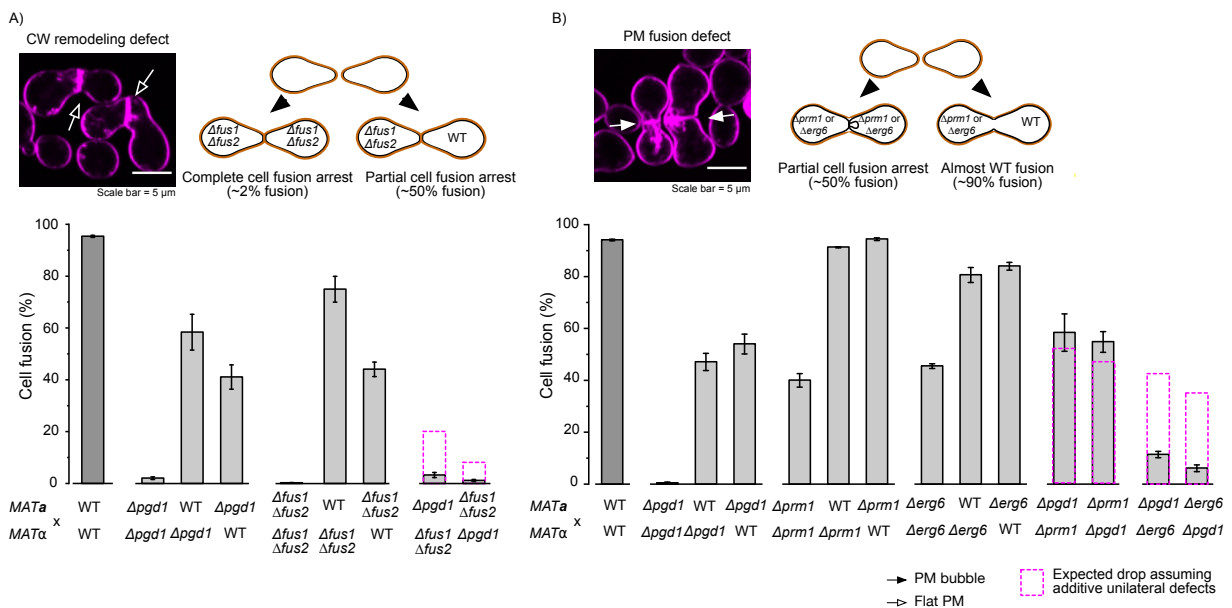 A)
CW remodeling defect
Scale bar = 5 µm
Δfus1
Δfus2
Δfus1
Δfus2
Complete cell fusion arrest
(~2% fusion)
Δfus1
Δfus2
WT
Partial cell fusion arrest
(~50% fusion)
Cell fusion (%)
100
80
60
40
20
0
MATa WT Δpgd1 WT Δpgd1 Δfus1 Δfus2 WT Δfus1 Δfus2 Δpgd1 Δfus1 Δfus2
x
MATα WT Δpgd1 Δpgd1 WT Δfus1 Δfus2 Δfus1 Δfus2 WT Δfus1 Δfus2 Δpgd1
B)
PM fusion defect
Scale bar = 5 µm
Δprm1 or
Δerg6
Δprm1 or
Δerg6
Partial cell fusion arrest
(~50% fusion)
Δprm1 or
Δerg6
WT
Almost WT fusion
(~90% fusion)
Cell fusion (%)
100
80
60
40
20
0
MATa WT Δpgd1 WT Δpgd1 Δprm1 WT Δprm1 Δerg6 WT Δerg6 Δpgd1 Δprm1 Δpgd1 Δerg6
x
MATα WT Δpgd1 Δpgd1 WT Δprm1 Δprm1 WT Δerg6 Δerg6 WT Δprm1 Δpgd1 Δerg6 Δpgd1
PM bubble
Flat PM
Expected drop assuming
additive unilateral defects